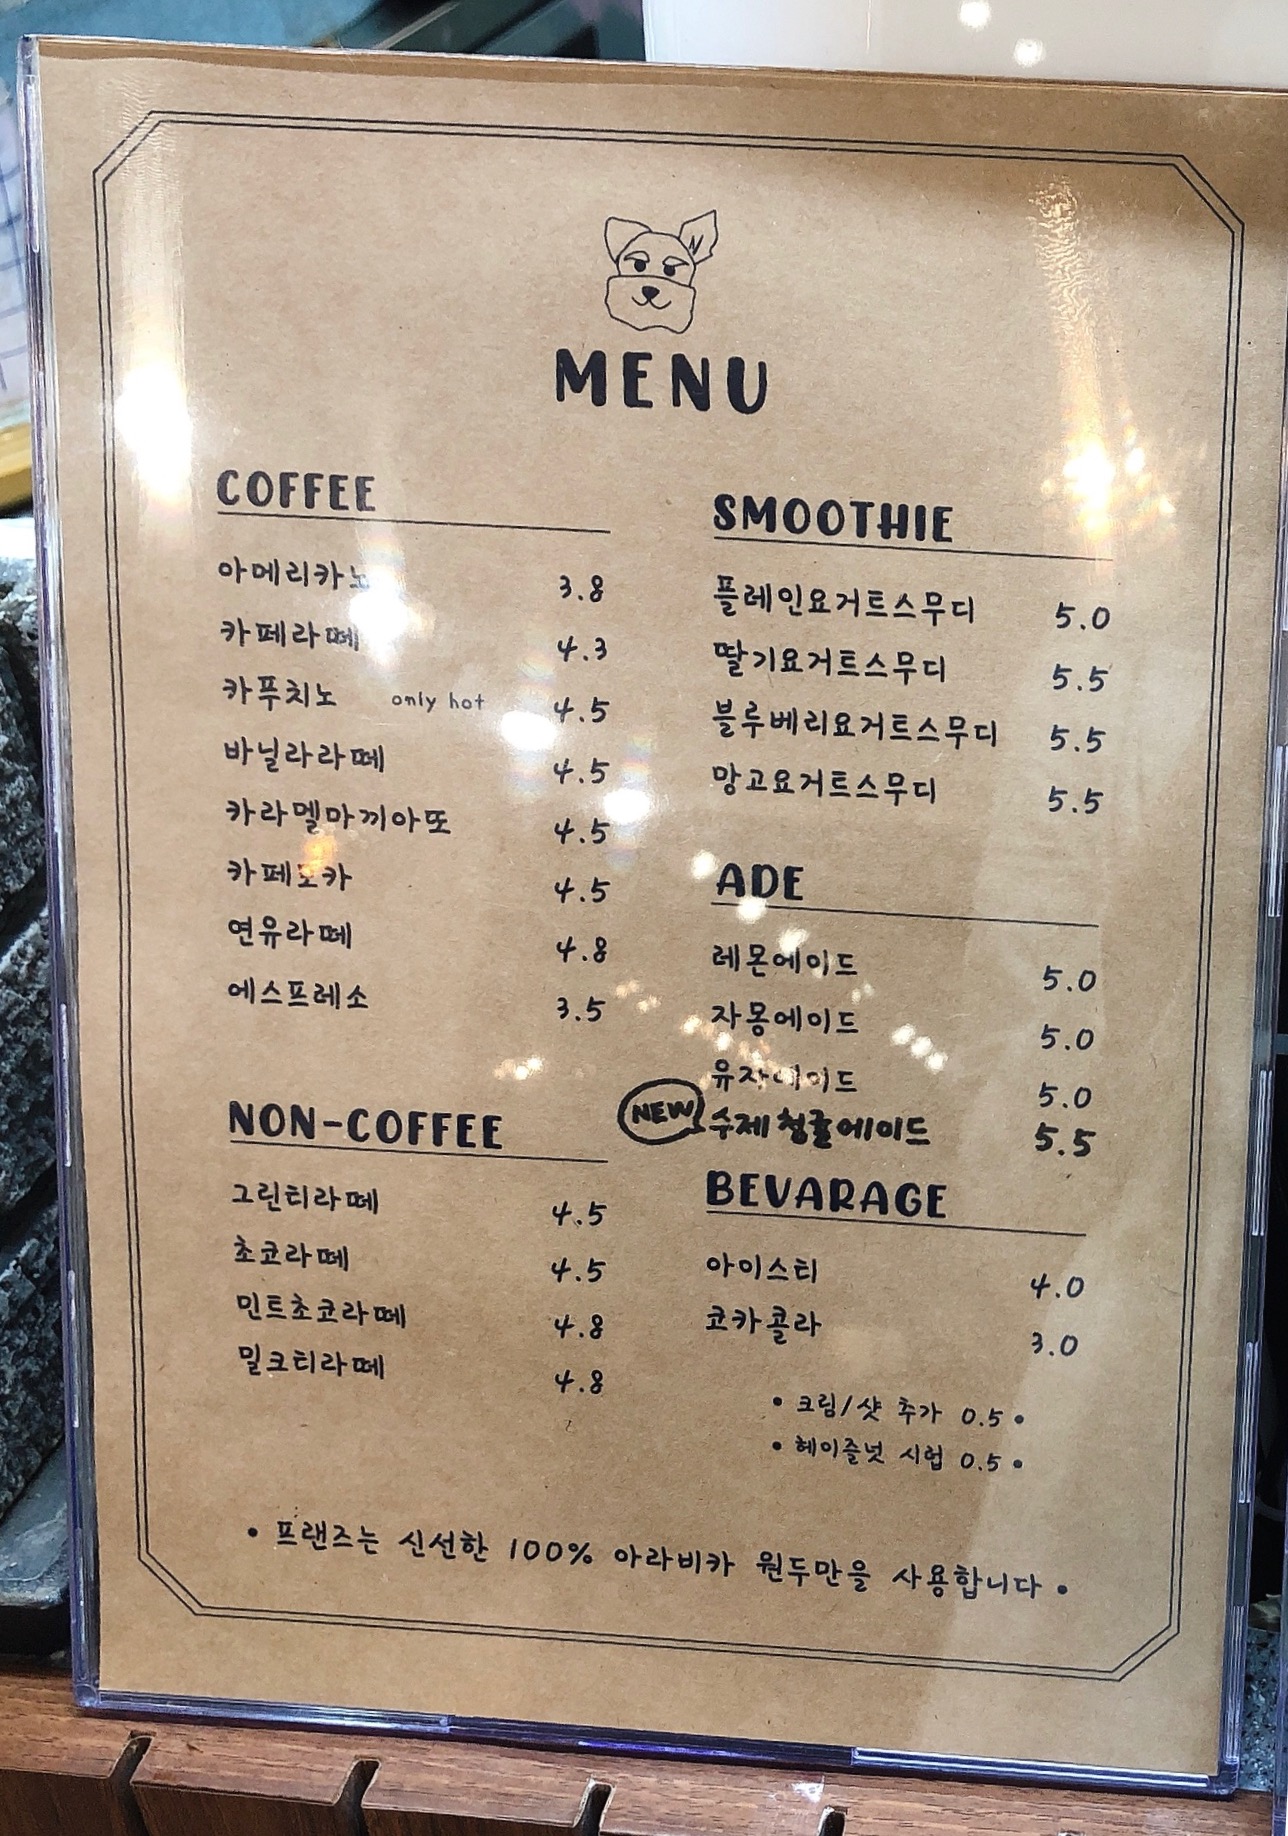 N
MENU
COFFEE
아메리카노 3.8
카페라떼 4.3
카푸치노 only hot 4.5
바닐라라떼 4.5
카라멜마끼아또 4.5
카페모카 4.5
연유라떼 4.8
에스프레소 3.5
NON-COFFEE
그린티라떼 4.5
초코라떼 4.5
민트초코라떼 4.8
밀크티라떼 4.8
SMOOTHIE
플레인요거트스무디 5.0
딸기요거트스무디 5.5
블루베리요거트스무디 5.5
망고요거트스무디 5.5
ADE
레몬에이드 5.0
자몽에이드 5.0
유자에이드 5.0
NEW 수제청귤에이드 5.5
BEVARAGE
아이스티 4.0
코카콜라 3.0
• 크림/샷 추가 0.5 •
• 헤이즐넛 시럽 0.5 •
• 프랜즈는 신선한 100% 아라비카 원두만을 사용합니다 •